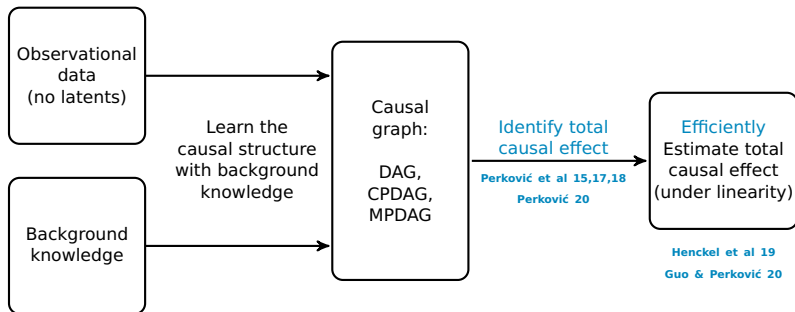 Observational
data
(no latents)
Background
knowledge
Learn the
causal structure
with background
knowledge
Causal
graph:
DAG,
CPDAG,
MPDAG
Identify total
causal effect
Perković et al 15,17,18
Perković 20
Efficiently
Estimate total
causal effect
(under linearity)
Henckel et al 19
Guo & Perković 20